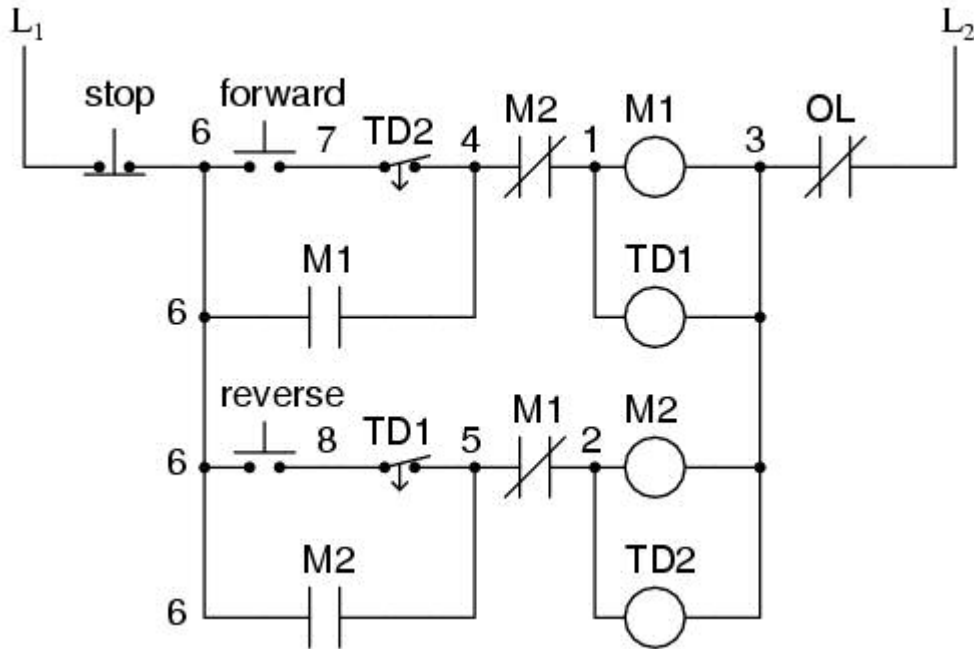 L1 L2
stop forward M2 M1 OL
6 7 TD2 4 1 3
M1 TD1
6
reverse M1 M2
6 8 TD1 5 2
M2 TD2
6